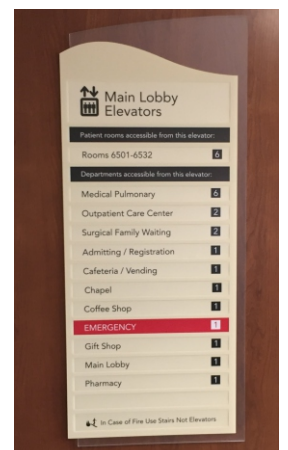 Main Lobby
Elevators
Patient rooms accessible from this elevator:
Rooms 6501-6532 6
Departments accessible from this elevator:
Medical Pulmonary 6
Outpatient Care Center 2
Surgical Family Waiting 2
Admitting / Registration 1
Cafeteria / Vending 1
Chapel 1
Coffee Shop 1
EMERGENCY 1
Gift Shop 1
Main Lobby 1
Pharmacy 1
In Case of Fire Use Stairs Not Elevators